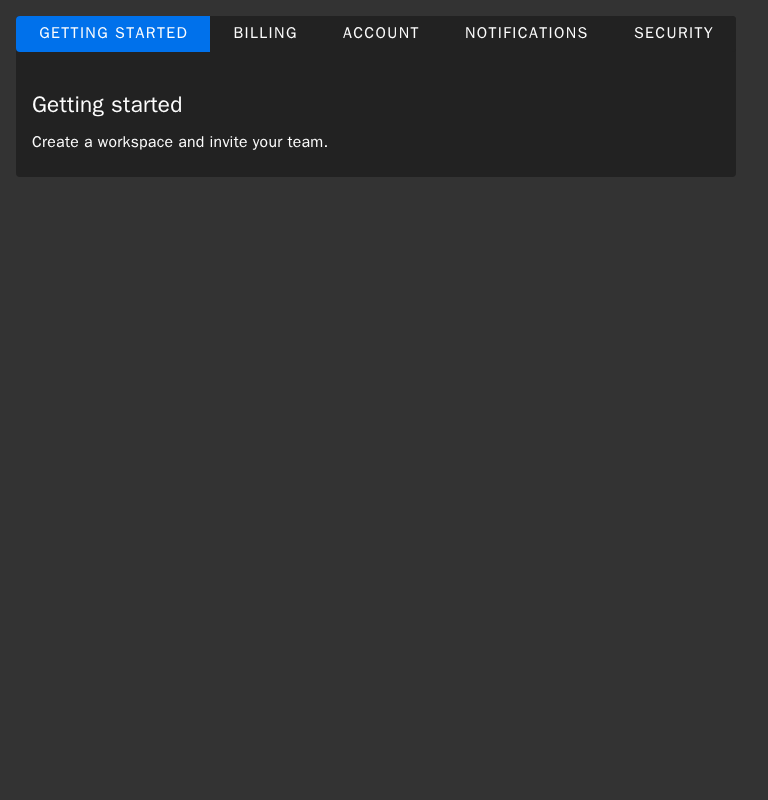 GETTING STARTED BILLING ACCOUNT NOTIFICATIONS SECURITY
Getting started
Create a workspace and invite your team.